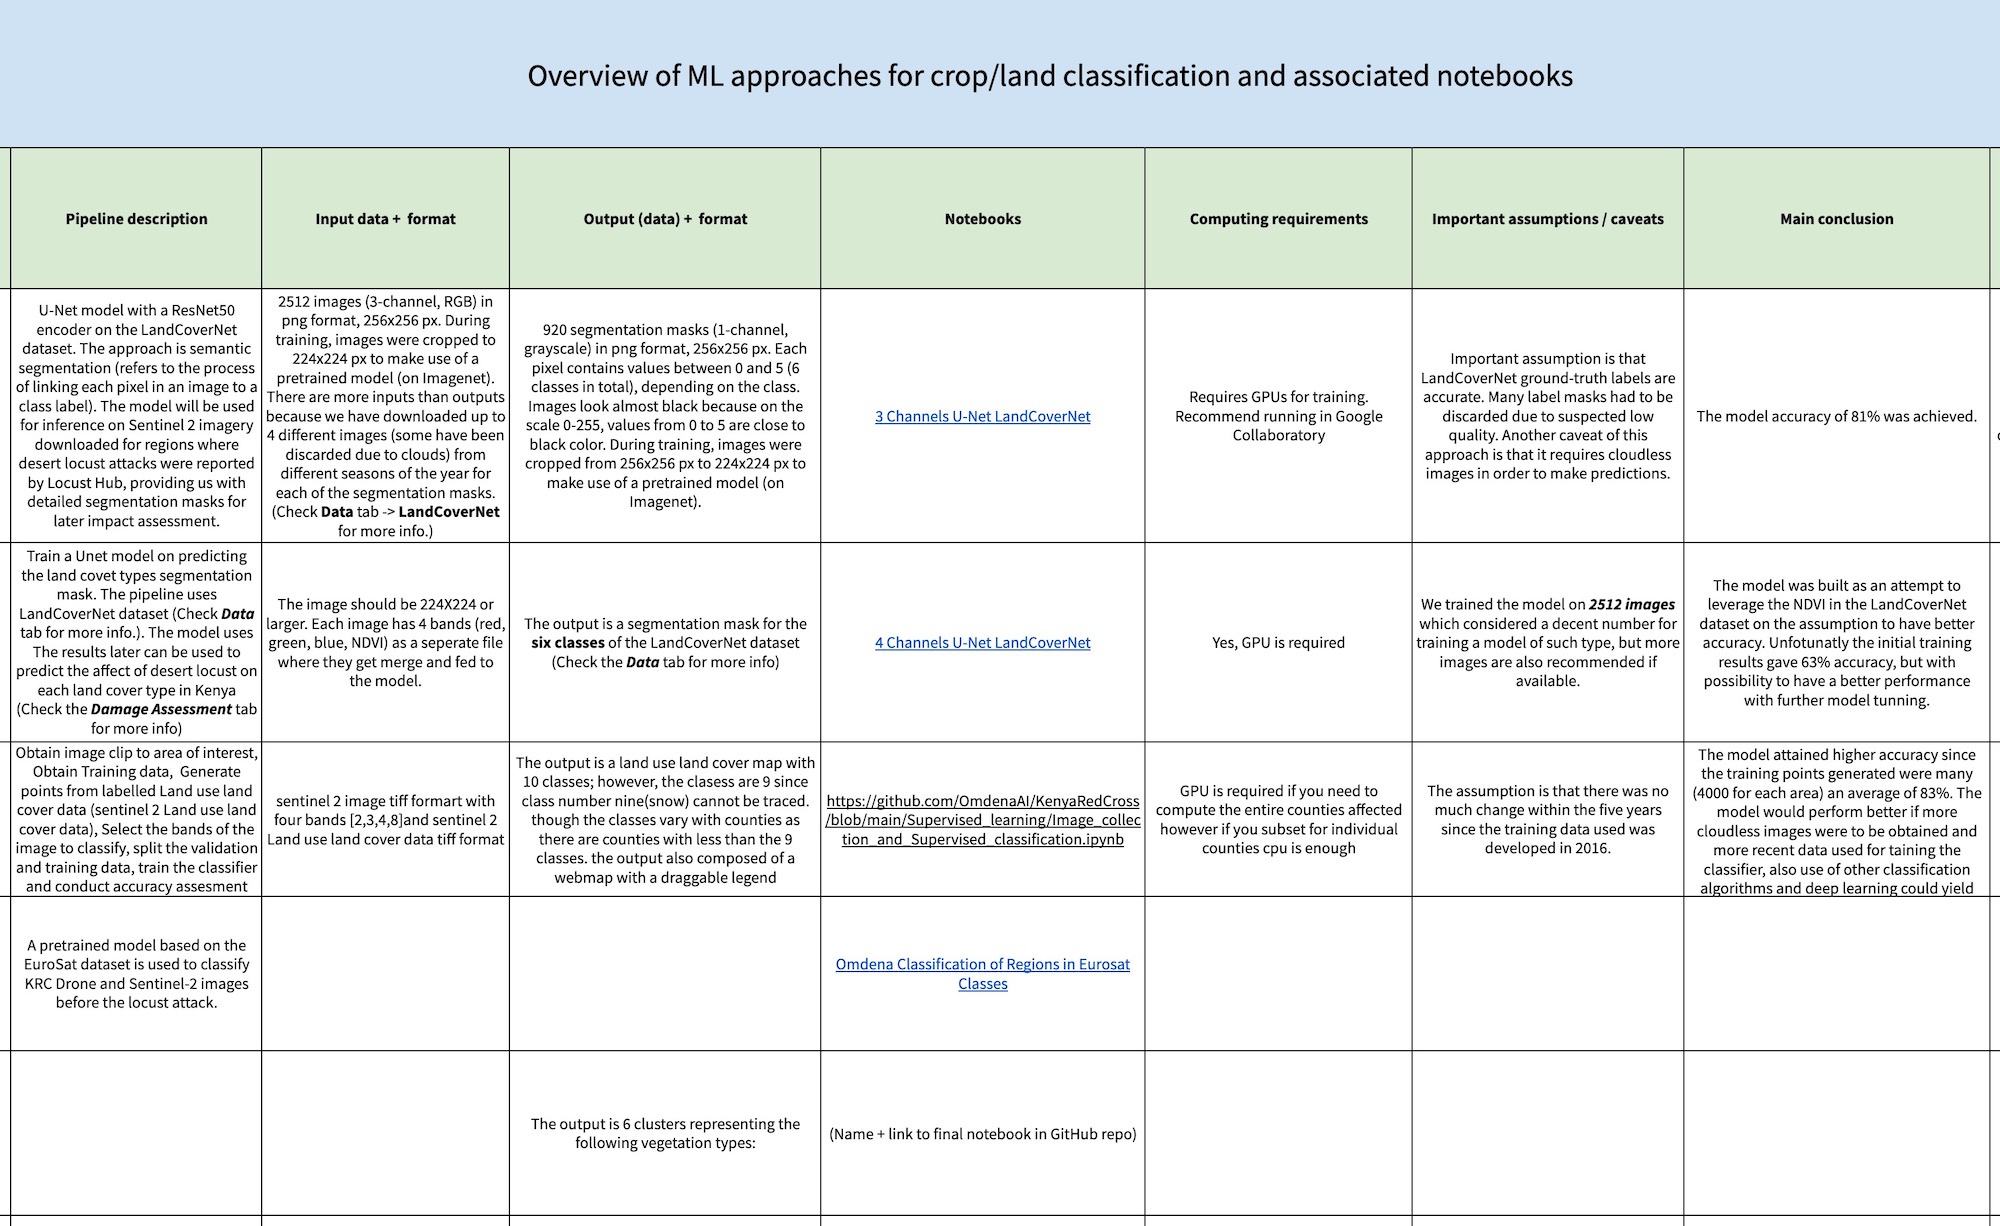 Overview of ML approaches for crop/land classification and associated notebooks
Pipeline description
Input data + format
Output (data) + format
Notebooks
Computing requirements
Important assumptions / caveats
Main conclusion
U-Net model with a ResNet50
encoder on the LandCoverNet
dataset. The approach is semantic
segmentation (refers to the process
of linking each pixel in an image to a
class label). The model will be used
for inference on Sentinel 2 imagery
downloaded for regions where
desert locust attacks were reported
by Locust Hub, providing us with
detailed segmentation masks for
later impact assessment.
2512 images (3-channel, RGB) in
png format, 256x256 px. During
training, images were cropped to
224x224 px to make use of a
pretrained model (on Imagenet).
There are more inputs than outputs
because we have downloaded up to
4 different images (some have been
discarded due to clouds) from
different seasons of the year for
each of the segmentation masks.
(Check Data tab -> LandCoverNet
for more info.)
920 segmentation masks (1-channel,
grayscale) in png format, 256x256 px. Each
pixel contains values between 0 and 5 (6
classes in total), depending on the class.
Images look almost black because on the
scale 0-255, values from 0 to 5 are close to
black color. During training, images were
cropped from 256x256 px to 224x224 px to
make use of a pretrained model (on
Imagenet).
3 Channels U-Net LandCoverNet
Requires GPUs for training.
Recommend running in Google
Collaboratory
Important assumption is that
LandCoverNet ground-truth labels are
accurate. Many label masks had to be
discarded due to suspected low
quality. Another caveat of this
approach is that it requires cloudless
images in order to make predictions.
The model accuracy of 81% was achieved.
Train a Unet model on predicting
the land covet types segmentation
mask. The pipeline uses
LandCoverNet dataset (Check Data
tab for more info.). The model uses
The results later can be used to
predict the affect of desert locust on
each land cover type in Kenya
(Check the Damage Assessment tab
for more info)
The image should be 224X224 or
larger. Each image has 4 bands (red,
green, blue, NDVI) as a seperate file
where they get merge and fed to
the model.
The output is a segmentation mask for the
six classes of the LandCoverNet dataset
(Check the Data tab for more info)
4 Channels U-Net LandCoverNet
Yes, GPU is required
We trained the model on 2512 images
which considered a decent number for
training a model of such type, but more
images are also recommended if
available.
The model was built as an attempt to
leverage the NDVI in the LandCoverNet
dataset on the assumption to have better
accuracy. Unfotunatly the initial training
results gave 63% accuracy, but with
possibility to have a better performance
with further model tunning.
Obtain image clip to area of interest,
Obtain Training data, Generate
points from labelled Land use land
cover data (sentinel 2 Land use land
cover data), Select the bands of the
image to classify, split the validation
and training data, train the classifier
and conduct accuracy assesment
sentinel 2 image tiff formart with
four bands [2,3,4,8]and sentinel 2
Land use land cover data tiff format
The output is a land use land cover map with
10 classes; however, the clasess are 9 since
class number nine(snow) cannot be traced.
though the classes vary with counties as
there are counties with less than the 9
classes. the output also composed of a
webmap with a draggable legend
https://github.com/OmdenaAI/KenyaRedCross
/blob/main/Supervised_learning/Image_collec
tion_and_Supervised_classification.ipynb
GPU is required if you need to
compute the entire counties affected
however if you subset for individual
counties cpu is enough
The assumption is that there was no
much change within the five years
since the training data used was
developed in 2016.
The model attained higher accuracy since
the training points generated were many
(4000 for each area) an average of 83%. The
model would perform better if more
cloudless images were to be obtained and
more recent data used for taining the
classifier, also use of other classification
algorithms and deep learning could yield
A pretrained model based on the
EuroSat dataset is used to classify
KRC Drone and Sentinel-2 images
before the locust attack.
Omdena Classification of Regions in Eurosat
Classes
The output is 6 clusters representing the
following vegetation types:
(Name + link to final notebook in GitHub repo)